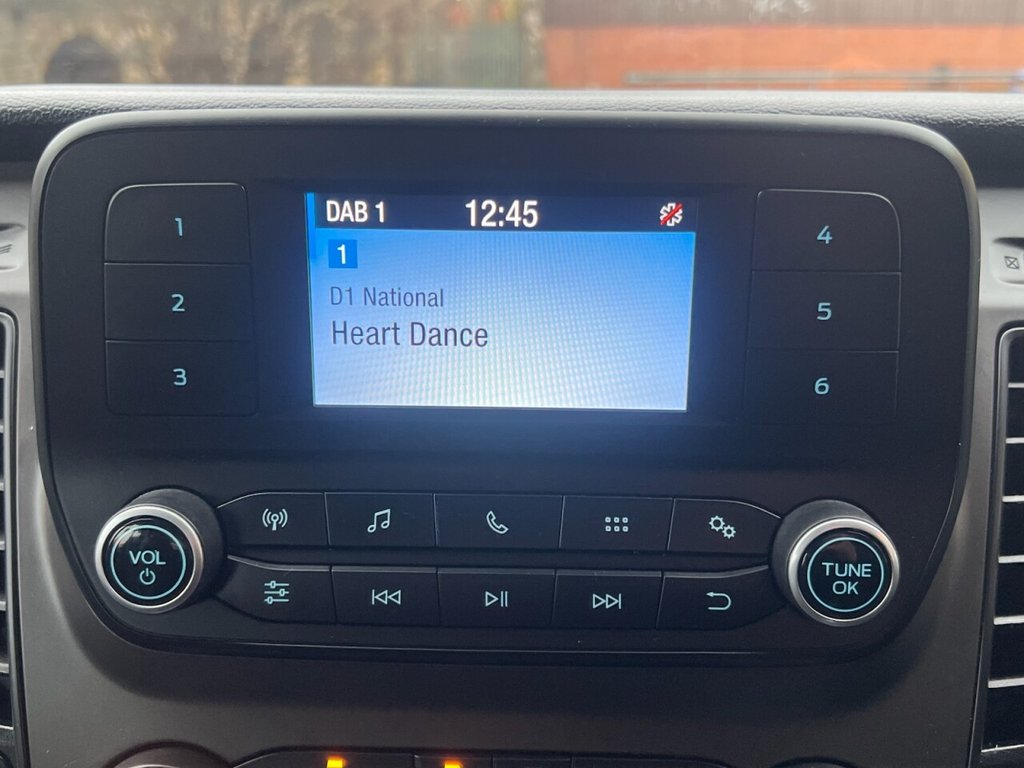 DAB 1 12:45
1
D1 National
Heart Dance
1
2
3
4
5
6
VOL
TUNE
OK